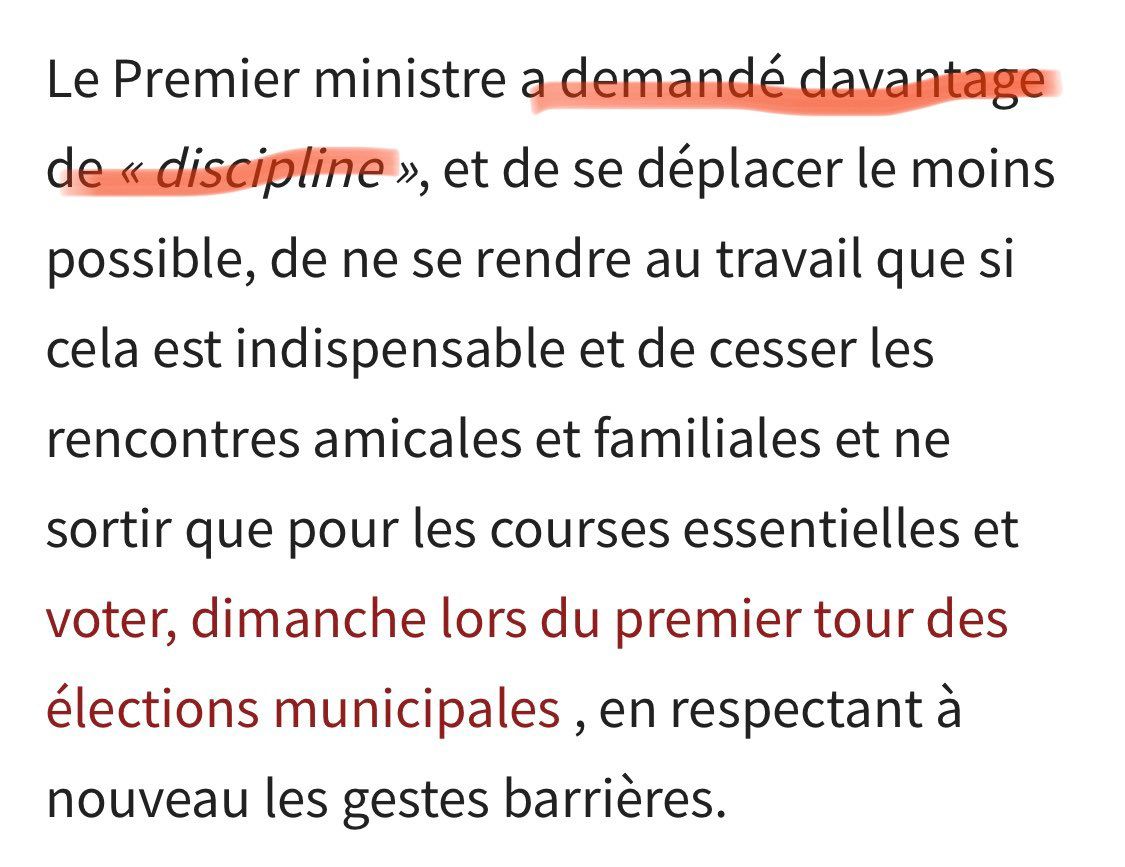 Le Premier ministre a demandé davantage
de « discipline », et de se déplacer le moins
possible, de ne se rendre au travail que si
cela est indispensable et de cesser les
rencontres amicales et familiales et ne
sortir que pour les courses essentielles et
voter, dimanche lors du premier tour des
élections municipales , en respectant à
nouveau les gestes barrières.